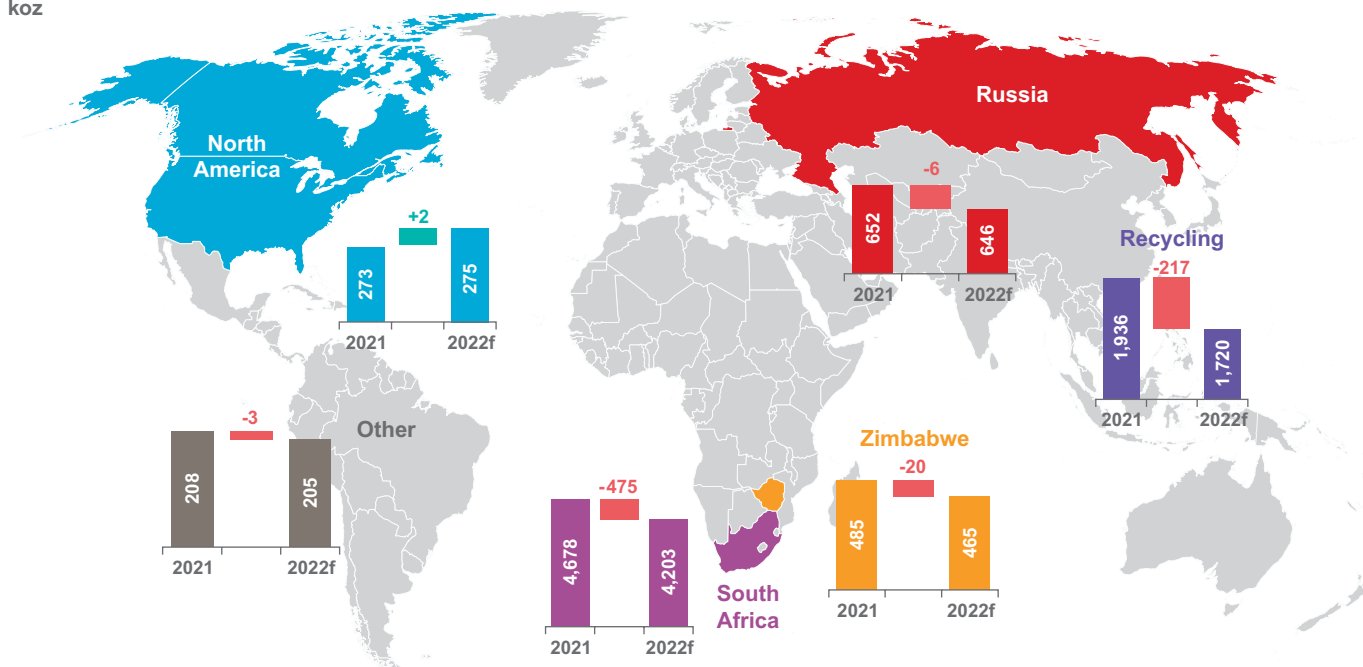 koz
North
America
+2
273
275
2021
2022f
Russia
-6
652
646
2021
2022f
Recycling
-217
1,936
1,720
2021
2022f
Other
-3
208
205
2021
2022f
-475
4,678
4,203
2021
2022f
South
Africa
Zimbabwe
-20
485
465
2021
2022f